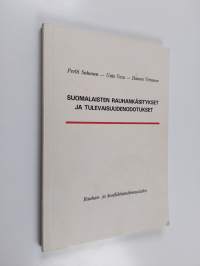 Pertti Suhonen — Unto Vesa — Hannu Virtanen
SUOMALAISTEN RAUHANKÄSITYKSET
JA TULEVAISUUDENODOTUKSET
Rauhan- ja konfliktintutkimuslaitos